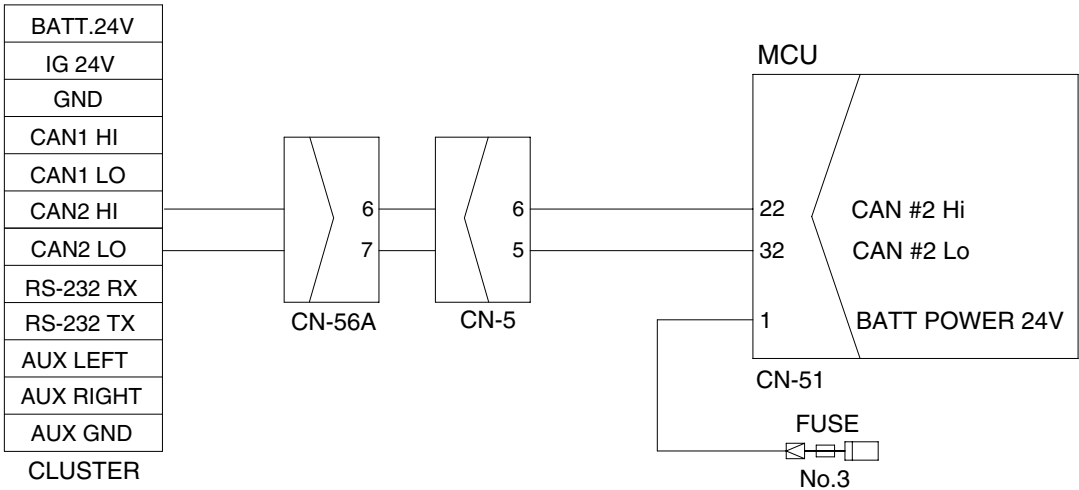 BATT.24V
IG 24V
GND
CAN1 HI
CAN1 LO
CAN2 HI
CAN2 LO
RS-232 RX
RS-232 TX
AUX LEFT
AUX RIGHT
AUX GND
CLUSTER
6
7
CN-56A
6
5
CN-5
MCU
22 CAN #2 Hi
32 CAN #2 Lo
1 BATT POWER 24V
CN-51
FUSE
No.3